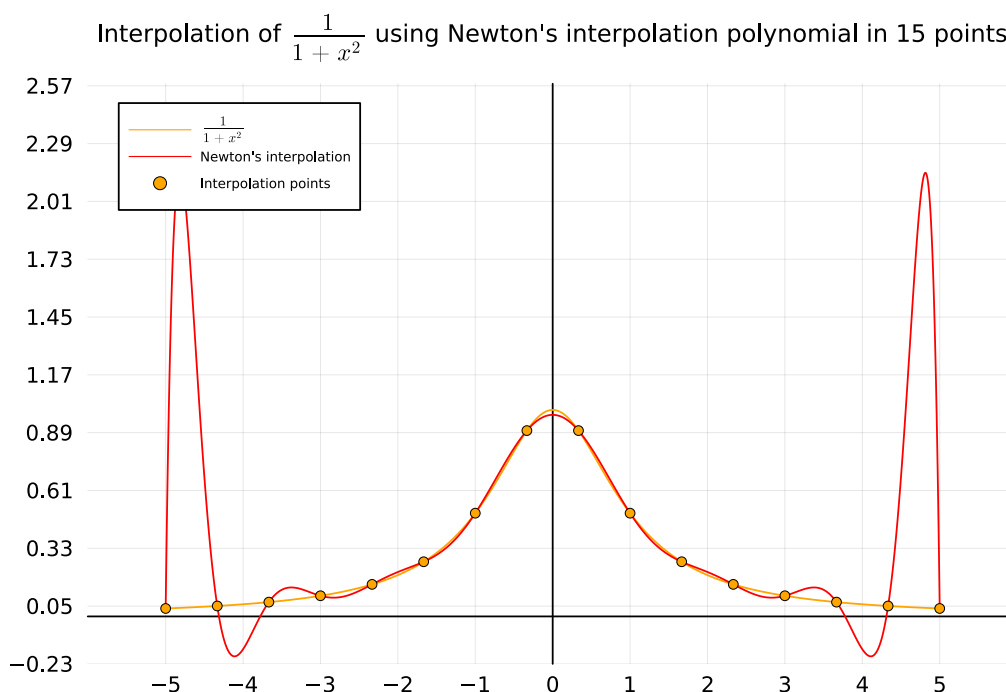 Interpolation of 1/(1 + x²) using Newton's interpolation polynomial in 15 points
2.57
1/(1 + x²)
2.29
Newton's interpolation
Interpolation points
2.01
1.73
1.45
1.17
0.89
0.61
0.33
0.05
−0.23
−5 −4 −3 −2 −1 0 1 2 3 4 5